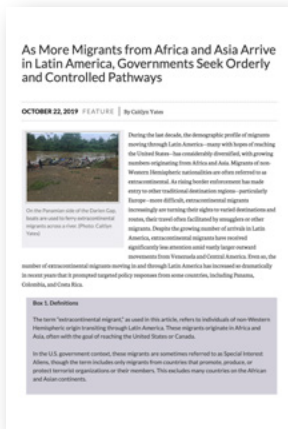 As More Migrants from Africa and Asia Arrive
in Latin America, Governments Seek Orderly
and Controlled Pathways
OCTOBER 22, 2019 FEATURE | By Caitlyn Yates
During the last decade, the demographic profile of migrants
moving through Latin America—many with hopes of reaching
the United States—has considerably diversified, with growing
numbers originating from Africa and Asia. Migrants of non-
Western Hemispheric nationalities are often referred to as
extracontinental. As rising border enforcement has made
entry to other traditional destination regions—particularly
Europe—more difficult, extracontinental migrants
increasingly are turning their sights to varied destinations and
routes, their travel often facilitated by smugglers or other
migrants. Despite the growing number of arrivals in Latin
America, extracontinental migrants have received
significantly less attention amid vastly larger outward
movements from Venezuela and Central America. Even so, the
On the Panamian side of the Darien Gap,
boats are used to ferry extracontinental
migrants across a river. (Photo: Caitlyn
Yates)
number of extracontinental migrants moving in and through Latin America has increased so dramatically
in recent years that it prompted targeted policy responses from some countries, including Panama,
Colombia, and Costa Rica.
Box 1. Definitions
The term "extracontinental migrant," as used in this article, refers to individuals of non-Western
Hemispheric origin transiting through Latin America. These migrants originate in Africa and
Asia, often with the goal of reaching the United States or Canada.
In the U.S. government context, these migrants are sometimes referred to as Special Interest
Aliens, though the term includes only migrants from countries that promote, produce, or
protect terrorist organizations or their members. This excludes many countries on the African
and Asian continents.